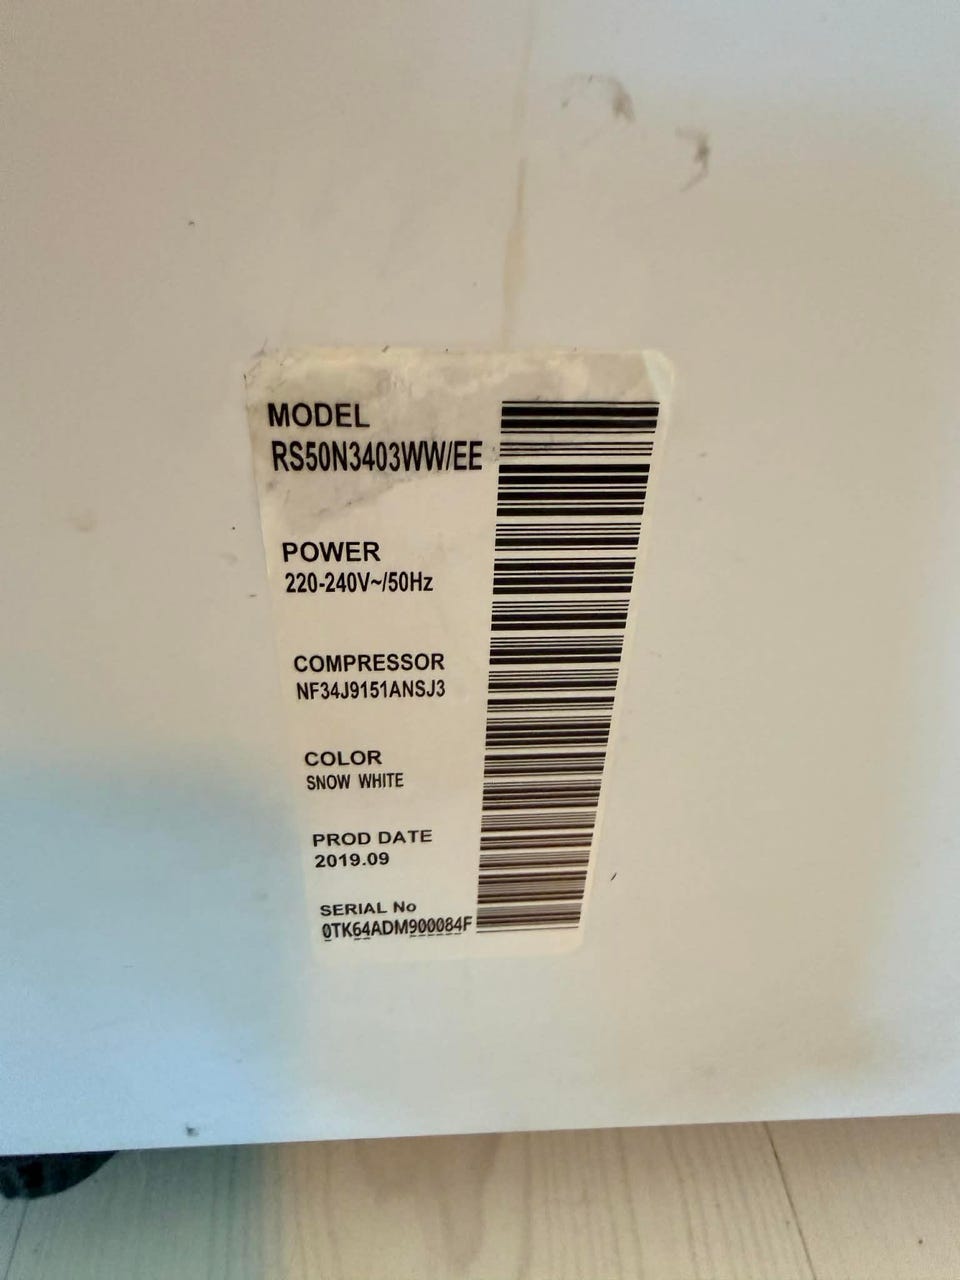 MODEL
RS50N3403WW/EE
POWER
220-240V~/50Hz
COMPRESSOR
NF34J9151ANSJ3
COLOR
SNOW WHITE
PROD DATE
2019.09
SERIAL No
0TK64ADM900084F